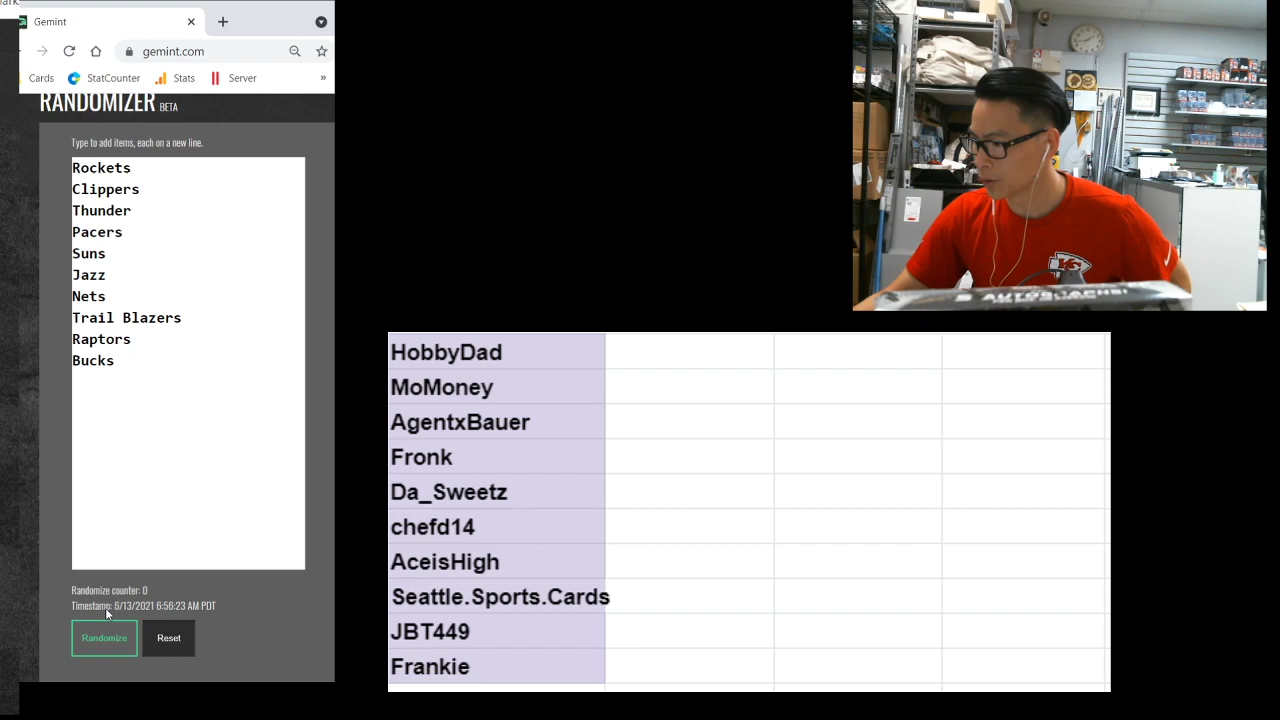 Gemint
gemint.com
Cards StatCounter Stats Server »
RANDOMIZER BETA
Type to add items, each on a new line.
Rockets
Clippers
Thunder
Pacers
Suns
Jazz
Nets
Trail Blazers
Raptors
Bucks
Randomize counter: 0
Timestamp: 6/13/2021 6:56:23 AM PDT
Randomize Reset
KC
HobbyDad
MoMoney
AgentxBauer
Fronk
Da_Sweetz
chefd14
AceisHigh
Seattle.Sports.Cards
JBT449
Frankie